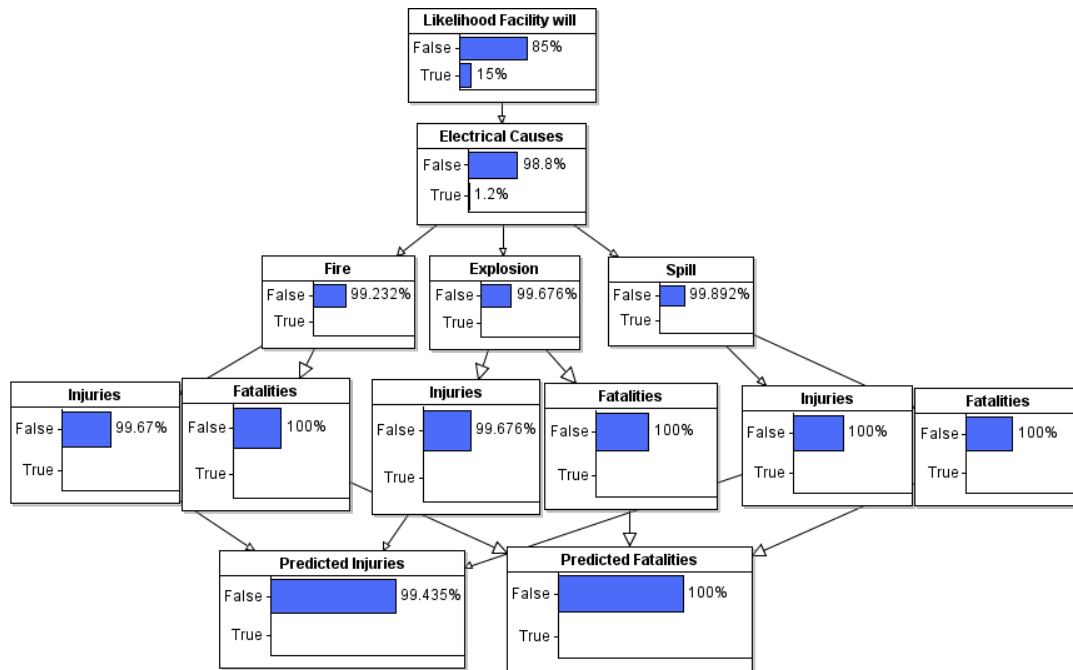 Likelihood Facility will
False 85%
True 15%
Electrical Causes
False 98.8%
True 1.2%
Fire
False 99.232%
True
Explosion
False 99.676%
True
Spill
False 99.892%
True
Injuries
False 99.67%
True
Fatalities
False 100%
True
Injuries
False 99.676%
True
Fatalities
False 100%
True
Injuries
False 100%
True
Fatalities
False 100%
True
Predicted Injuries
False 99.435%
True
Predicted Fatalities
False 100%
True